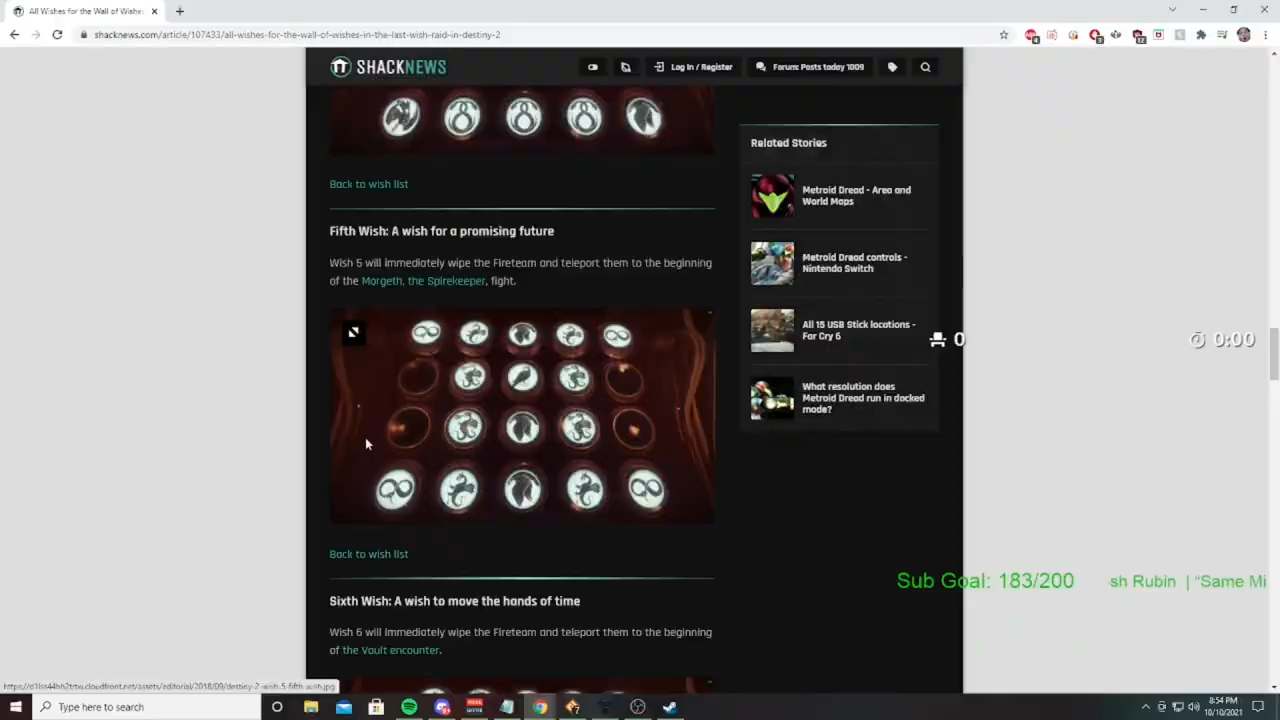 All Wishes for the Wall of Wishes
shacknews.com/article/107433/all-wishes-for-the-wall-of-wishes-in-the-last-wish-raid-in-destiny-2
SHACKNEWS
Log In / Register
Forum: Posts today 1009
Back to wish list
Fifth Wish: A wish for a promising future
Wish 5 will immediately wipe the Fireteam and teleport them to the beginning
of the Morgeth, the Spirekeeper, fight.
Back to wish list
Sixth Wish: A wish to move the hands of time
Wish 6 will immediately wipe the Fireteam and teleport them to the beginning
of the Vault encounter.
Related Stories
Metroid Dread - Area and
World Maps
Metroid Dread controls -
Nintendo Switch
All 15 USB Stick locations -
Far Cry 6
What resolution does
Metroid Dread run in docked
mode?
0
0:00
Sub Goal: 183/200
sh Rubin | “Same Mi
Type here to search
8:54 PM
10/10/2021